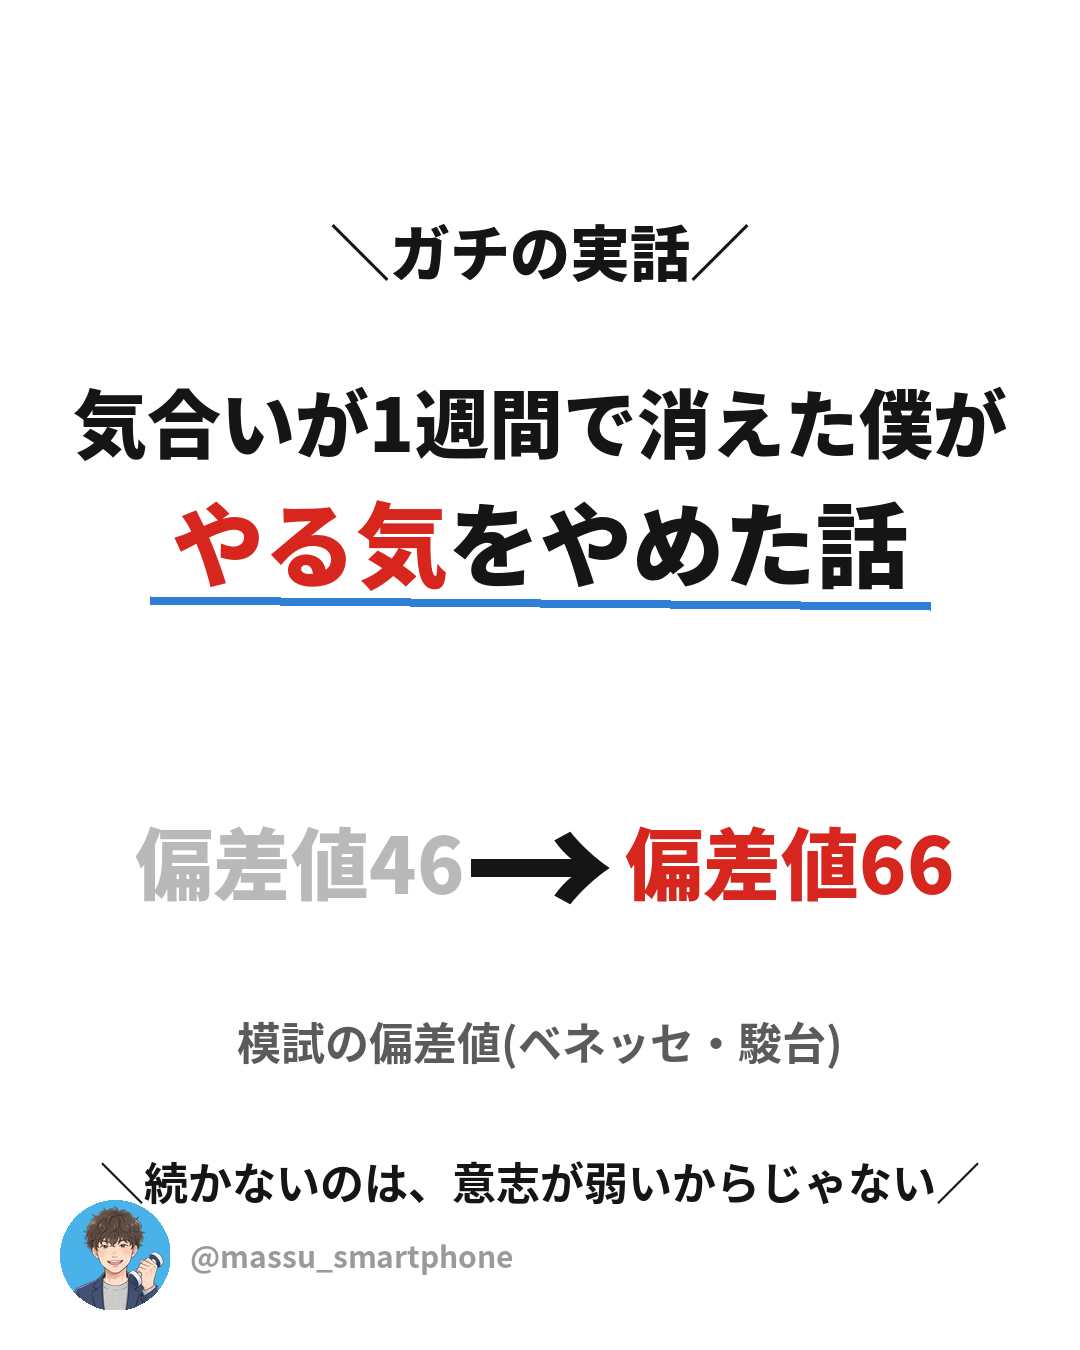 ＼ガチの実話／
気合いが1週間で消えた僕が
やる気をやめた話
偏差値46→偏差値66
模試の偏差値(ベネッセ・駿台)
＼続かないのは、意志が弱いからじゃない／
@massu_smartphone